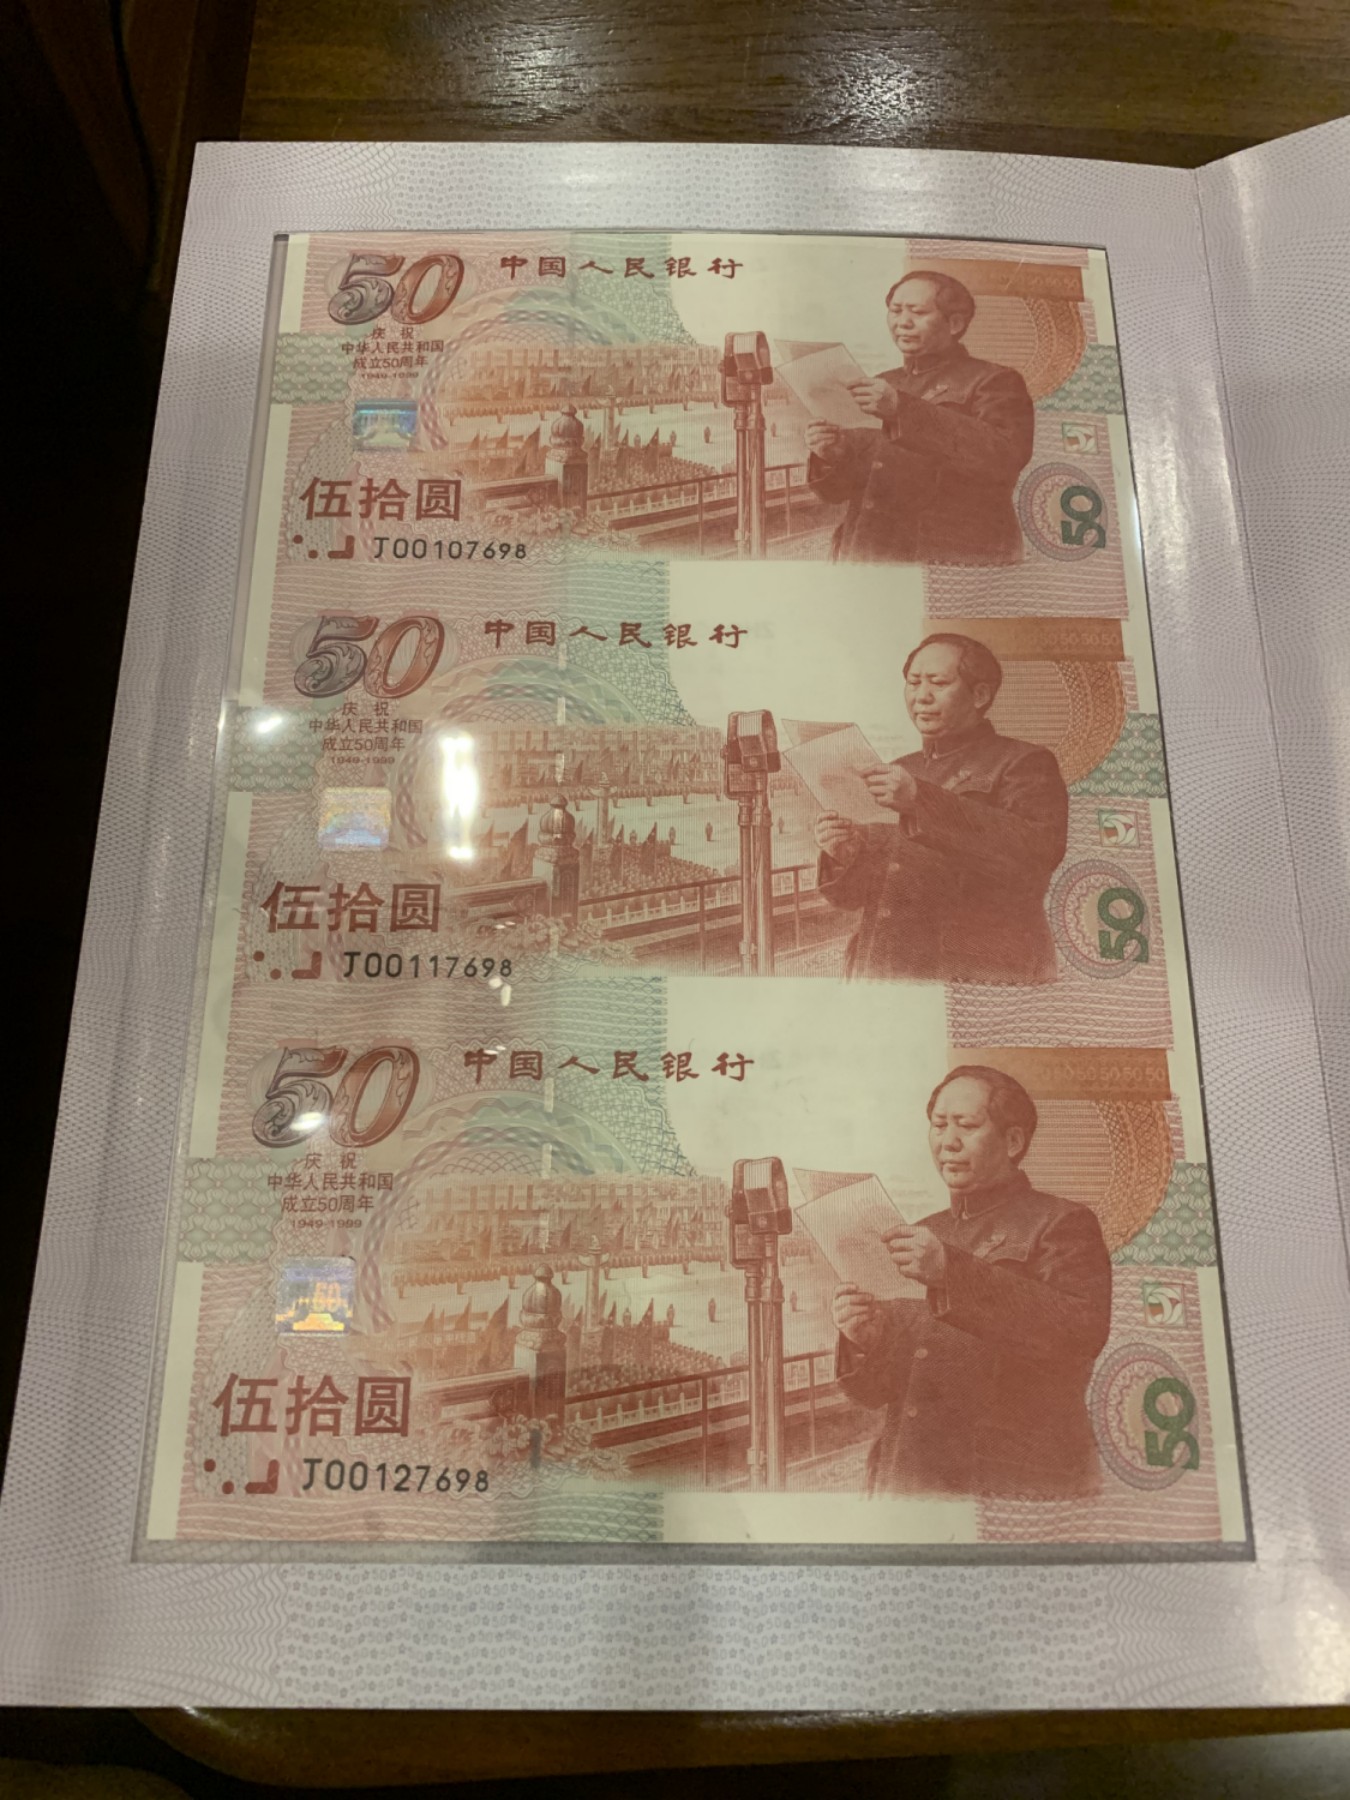 50
中国人民银行
庆 祝
中华人民共和国
成立50周年
1949-1999
伍拾圆
J00107698
50
50
中国人民银行
庆 祝
中华人民共和国
成立50周年
1949-1999
伍拾圆
J00117698
50
50
中国人民银行
庆 祝
中华人民共和国
成立50周年
1949-1999
50
伍拾圆
J00127698
50